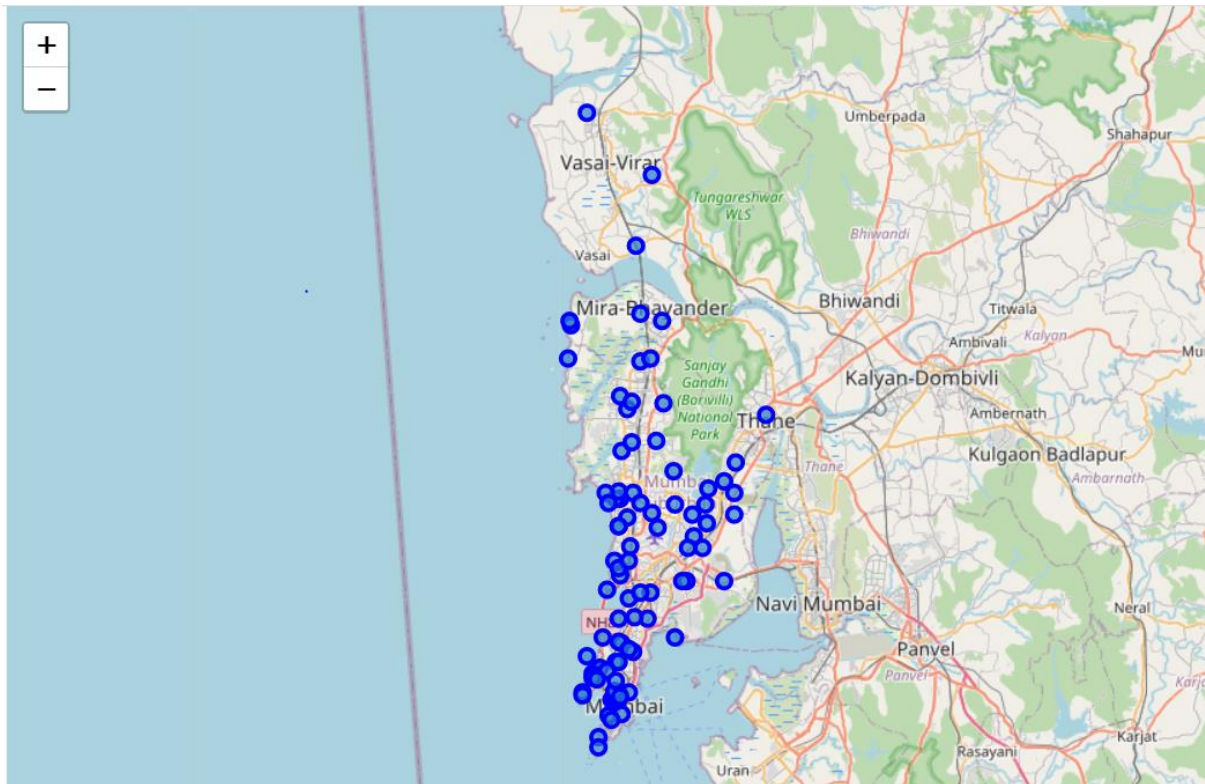 +
−
Umberpada
Shahapur
Vasai-Virar
Tungareshwar
WLS
Bhiwandi
Vasai
Mira-Bhayander
Bhiwandi
Titwala
Kalyan
Ambivali
Sanjay
Gandhi
(Borivilli)
National
Park
Kalyan-Dombivli
Thane
Ambernath
Kulgaon Badlapur
Thane
Ambarnath
Navi Mumbai
Neral
Panvel
Panvel
Mumbai
Karjat
Rasayani
Uran